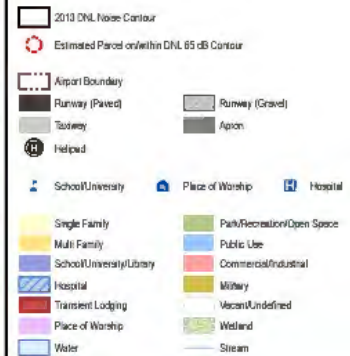 2013 DNL Noise Contour
Estimated Parcel on/within DNL 65 dB Contour
Airport Boundary
Runway (Paved) Runway (Gravel)
Taxiway Apron
H Helipad
School/University Place of Worship H Hospital
Single Family Park/Recreation/Open Space
Multi Family Public Use
School/University/Library Commercial/Industrial
Hospital Military
Transient Lodging Vacant/Undefined
Place of Worship Wetland
Water Stream